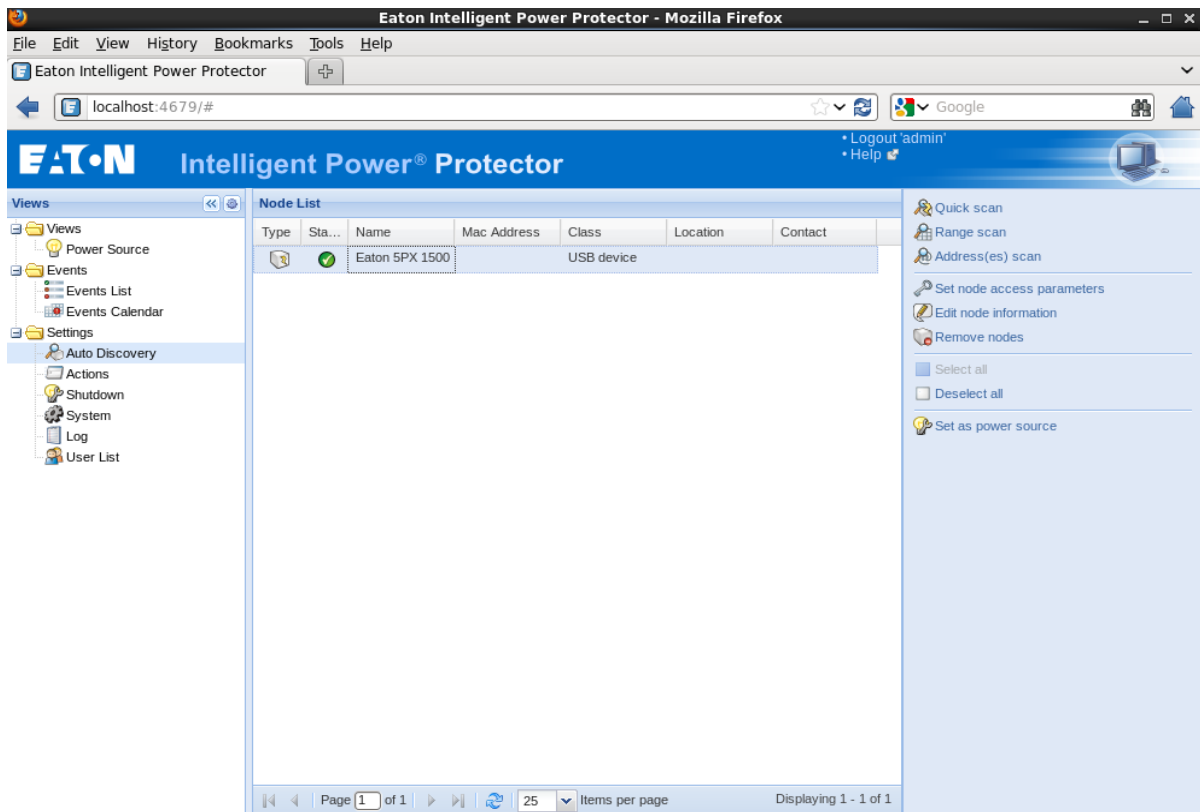 Eaton Intelligent Power Protector - Mozilla Firefox
File Edit View History Bookmarks Tools Help
Eaton Intelligent Power Protector
localhost:4679/#
Google
EATON Intelligent Power® Protector
• Logout 'admin'
• Help
Views
Views
Power Source
Events
Events List
Events Calendar
Settings
Auto Discovery
Actions
Shutdown
System
Log
User List
Node List
Type Sta... Name Mac Address Class Location Contact
Eaton 5PX 1500 USB device
Page 1 of 1 25 Items per page Displaying 1 - 1 of 1
Quick scan
Range scan
Address(es) scan
Set node access parameters
Edit node information
Remove nodes
Select all
Deselect all
Set as power source